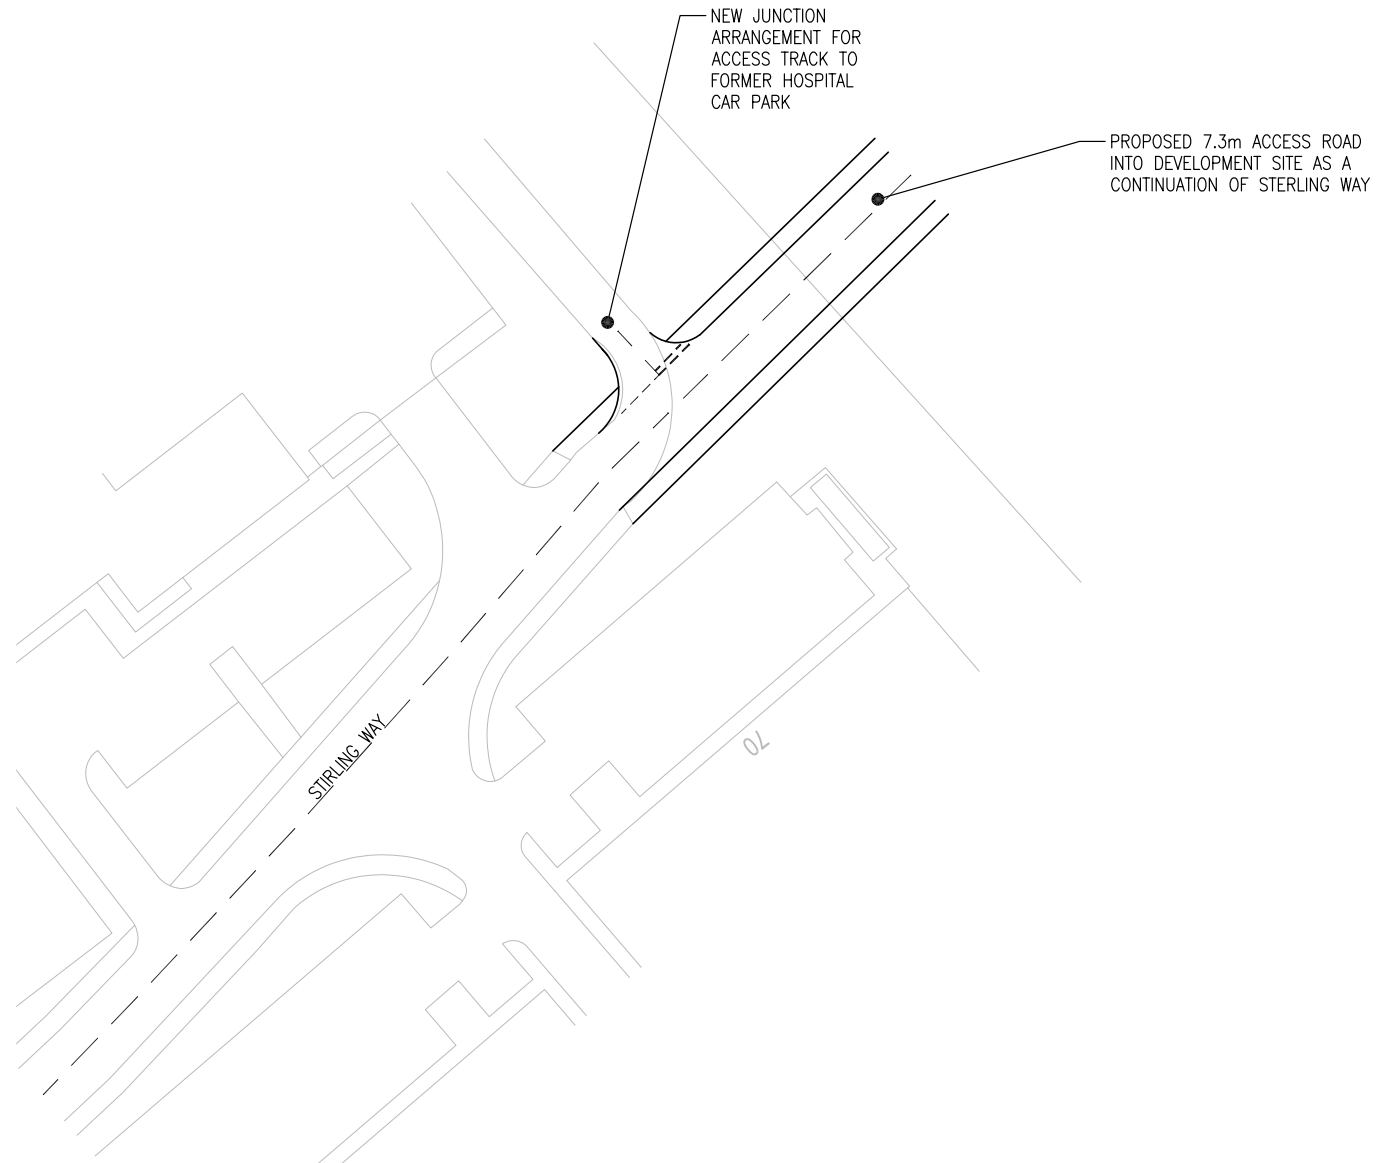 NEW JUNCTION
ARRANGEMENT FOR
ACCESS TRACK TO
FORMER HOSPITAL
CAR PARK
PROPOSED 7.3m ACCESS ROAD
INTO DEVELOPMENT SITE AS A
CONTINUATION OF STERLING WAY
STIRLING WAY
70